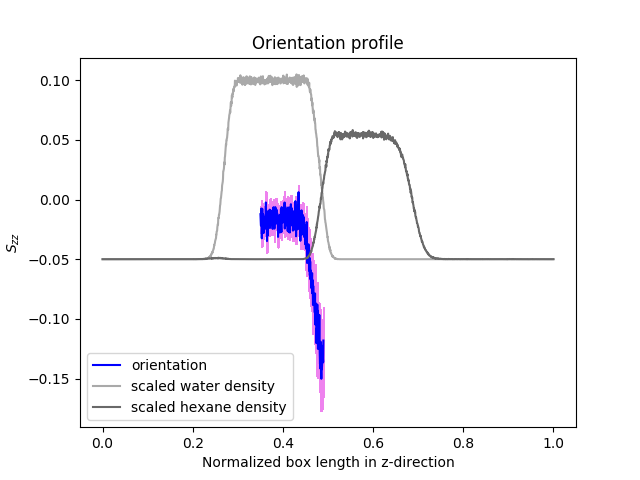 Orientation profile
0.10
0.05
0.00
−0.05
−0.10
−0.15
S_zz
orientation
scaled water density
scaled hexane density
0.0 0.2 0.4 0.6 0.8 1.0
Normalized box length in z-direction